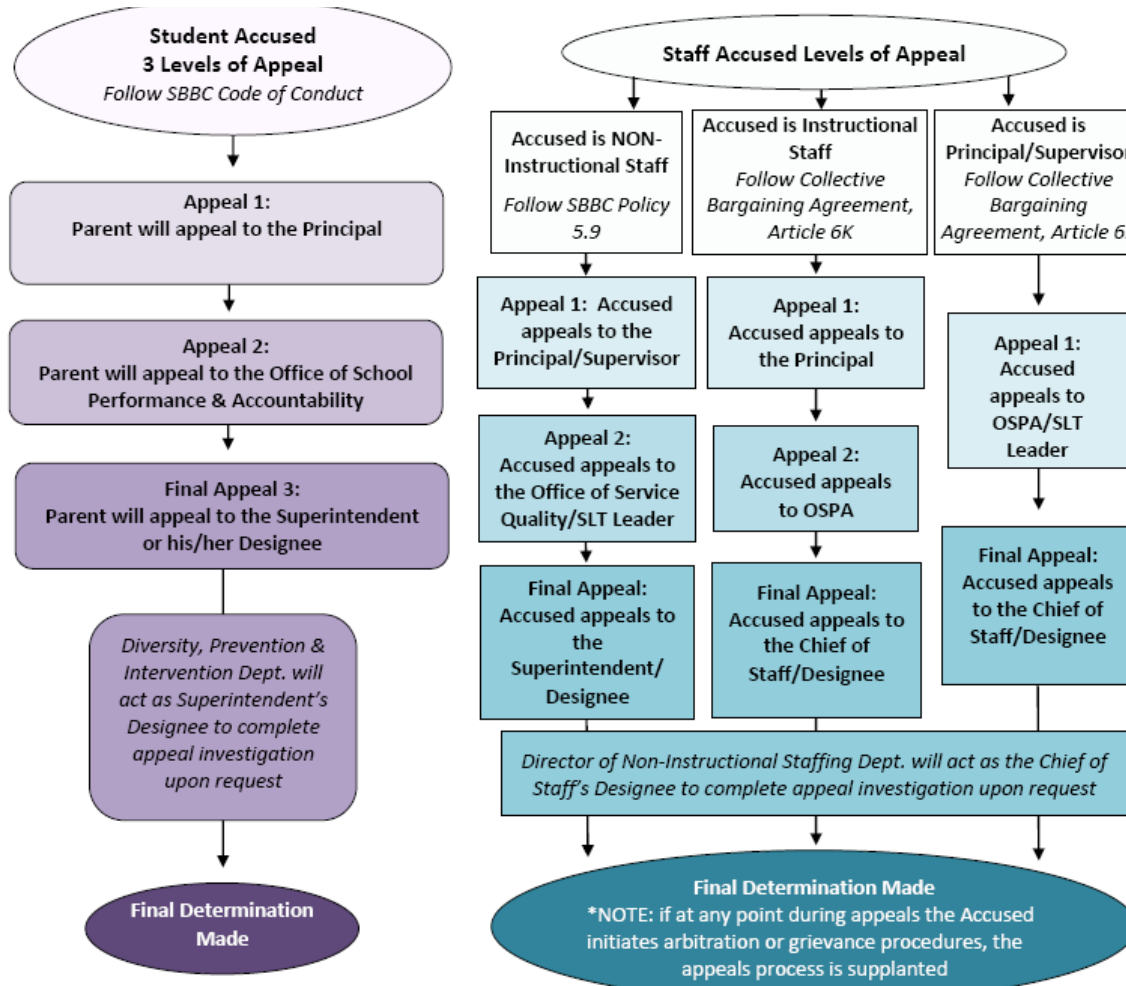 Student Accused
3 Levels of Appeal
Follow SBBC Code of Conduct
Appeal 1:
Parent will appeal to the Principal
Appeal 2:
Parent will appeal to the Office of School
Performance & Accountability
Final Appeal 3:
Parent will appeal to the Superintendent
or his/her Designee
Diversity, Prevention &
Intervention Dept. will
act as Superintendent's
Designee to complete
appeal investigation
upon request
Final Determination
Made
Staff Accused Levels of Appeal
Accused is NON-
Instructional Staff
Follow SBBC Policy
5.9
Appeal 1: Accused
appeals to the
Principal/Supervisor
Appeal 2:
Accused appeals to
the Office of Service
Quality/SLT Leader
Final Appeal:
Accused appeals to
the
Superintendent/
Designee
Accused is Instructional
Staff
Follow Collective
Bargaining Agreement,
Article 6K
Appeal 1:
Accused appeals to
the Principal
Appeal 2:
Accused appeals
to OSPA
Final Appeal:
Accused appeals to
the Chief of
Staff/Designee
Accused is
Principal/Supervisor
Follow Collective
Bargaining
Agreement, Article
Appeal 1:
Accused
appeals to
OSPA/SLT
Leader
Final Appeal:
Accused appeals
to the Chief of
Staff/Designee
Director of Non-Instructional Staffing Dept. will act as the Chief of
Staff's Designee to complete appeal investigation upon request
Final Determination Made
*NOTE: if at any point during appeals the Accused
initiates arbitration or grievance procedures, the
appeals process is supplanted